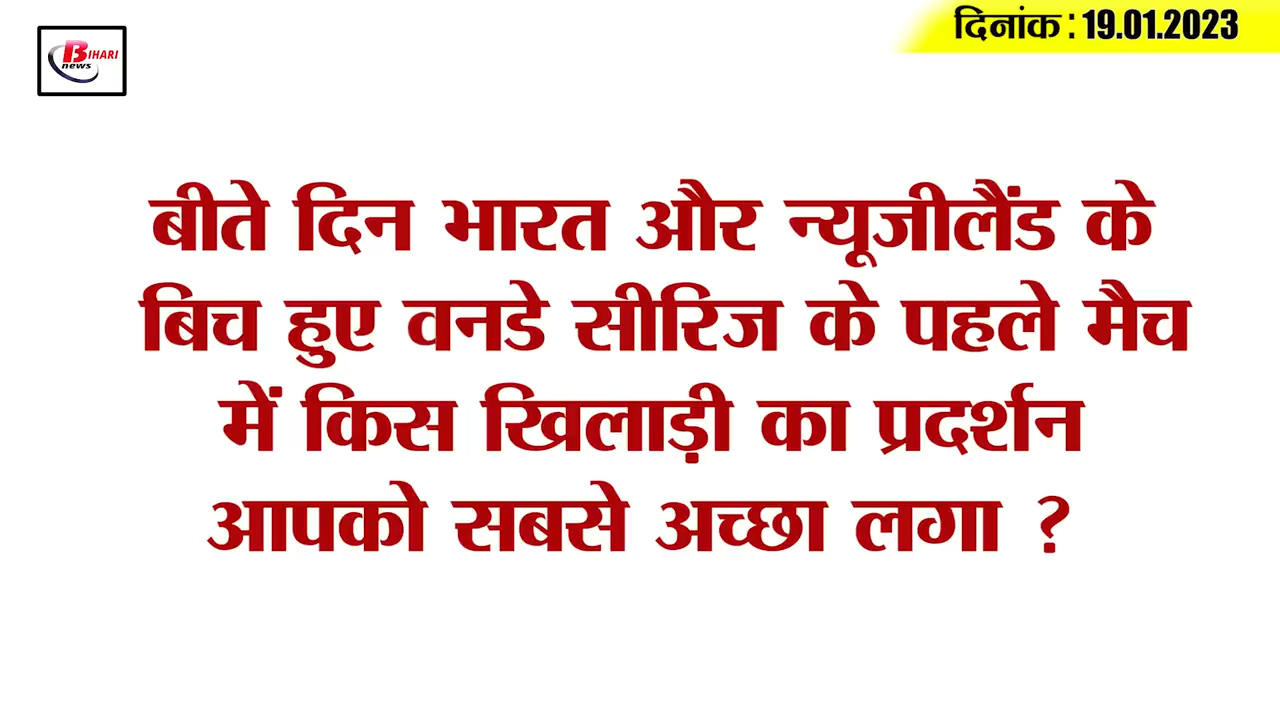 BIHARI
news
दिनांक : 19.01.2023
बीते दिन भारत और न्यूजीलैंड के
बिच हुए वनडे सीरिज के पहले मैच
में किस खिलाड़ी का प्रदर्शन
आपको सबसे अच्छा लगा ?